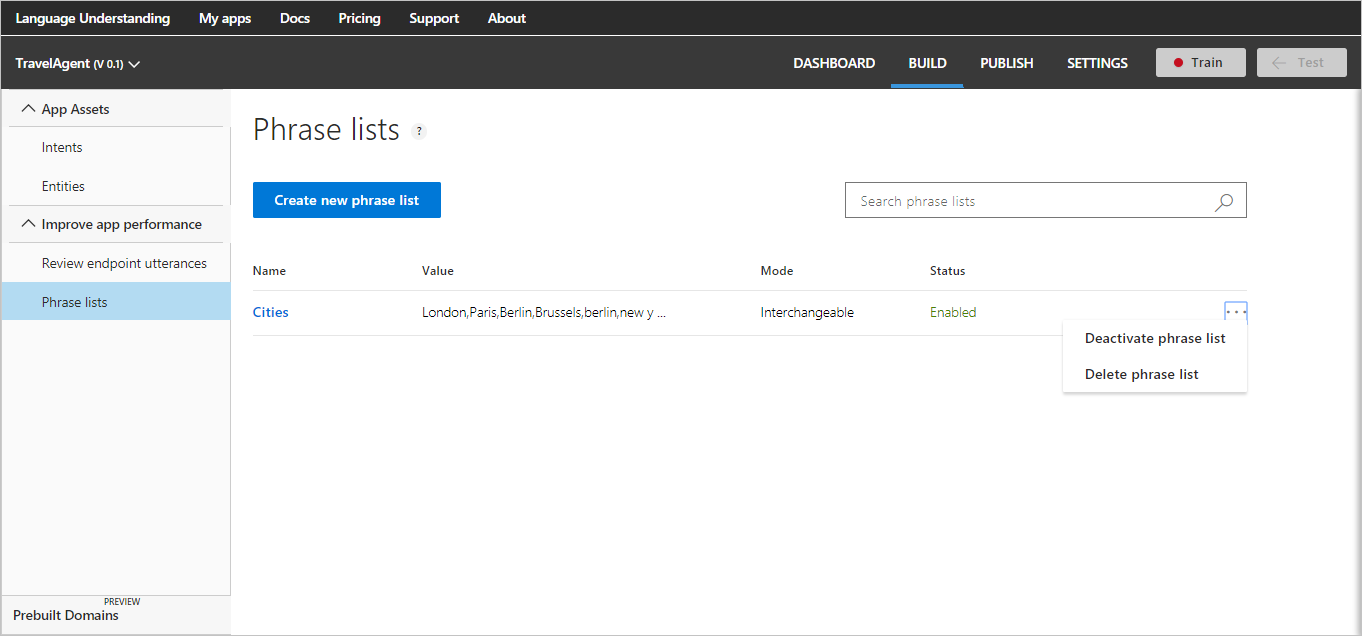 Language Understanding My apps Docs Pricing Support About
TravelAgent (V 0.1) DASHBOARD BUILD PUBLISH SETTINGS Train Test
App Assets
Intents
Entities
Improve app performance
Review endpoint utterances
Phrase lists
PREVIEW
Prebuilt Domains
Phrase lists ?
Create new phrase list Search phrase lists
Name Value Mode Status
Cities London,Paris,Berlin,Brussels,berlin,new y ... Interchangeable Enabled ...
Deactivate phrase list
Delete phrase list